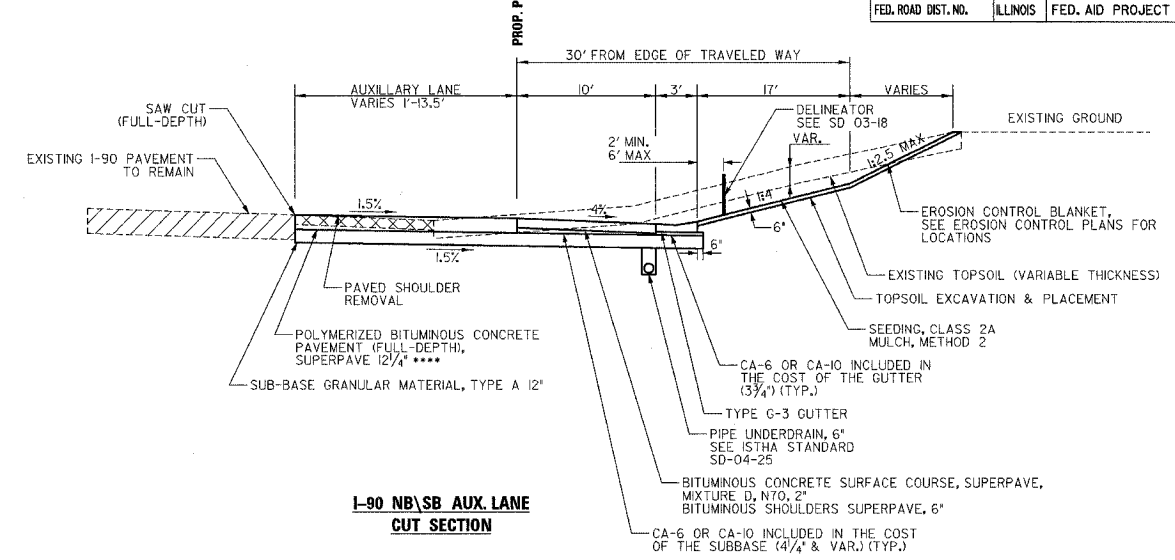 FED. ROAD DIST. NO. ILLINOIS FED. AID PROJECT
PROP. P
30' FROM EDGE OF TRAVELED WAY
AUXILLARY LANE
VARIES 1'-13.5'
10'
3'
17'
VARIES
SAW CUT
(FULL-DEPTH)
DELINEATOR
SEE SD 03-18
2' MIN.
6' MAX
VAR.
EXISTING GROUND
EXISTING I-90 PAVEMENT
TO REMAIN
1:2.5 MAX
1.5%
4%
1:4
6"
EROSION CONTROL BLANKET,
SEE EROSION CONTROL PLANS FOR
LOCATIONS
1.5%
6"
EXISTING TOPSOIL (VARIABLE THICKNESS)
PAVED SHOULDER
REMOVAL
TOPSOIL EXCAVATION & PLACEMENT
SEEDING, CLASS 2A
MULCH, METHOD 2
POLYMERIZED BITUMINOUS CONCRETE
PAVEMENT (FULL-DEPTH),
SUPERPAVE 12 1/4" ****
CA-6 OR CA-10 INCLUDED IN
THE COST OF THE GUTTER
(3 3/4") (TYP.)
SUB-BASE GRANULAR MATERIAL, TYPE A 12"
TYPE G-3 GUTTER
PIPE UNDERDRAIN, 6"
SEE ISTHA STANDARD
SD-04-25
BITUMINOUS CONCRETE SURFACE COURSE, SUPERPAVE,
MIXTURE D, N70, 2"
BITUMINOUS SHOULDERS SUPERPAVE, 6"
I-90 NB\SB AUX. LANE
CUT SECTION
CA-6 OR CA-10 INCLUDED IN THE COST
OF THE SUBBASE (4 1/4" & VAR.) (TYP.)